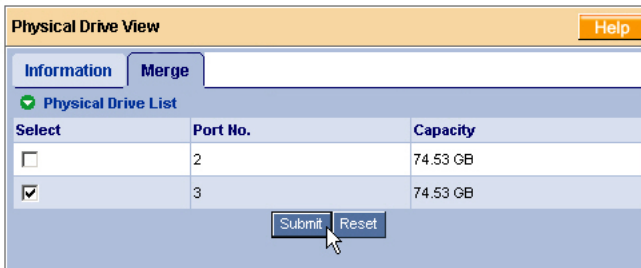 Physical Drive View Help
Information Merge
Physical Drive List
Select Port No. Capacity
2 74.53 GB
3 74.53 GB
Submit Reset